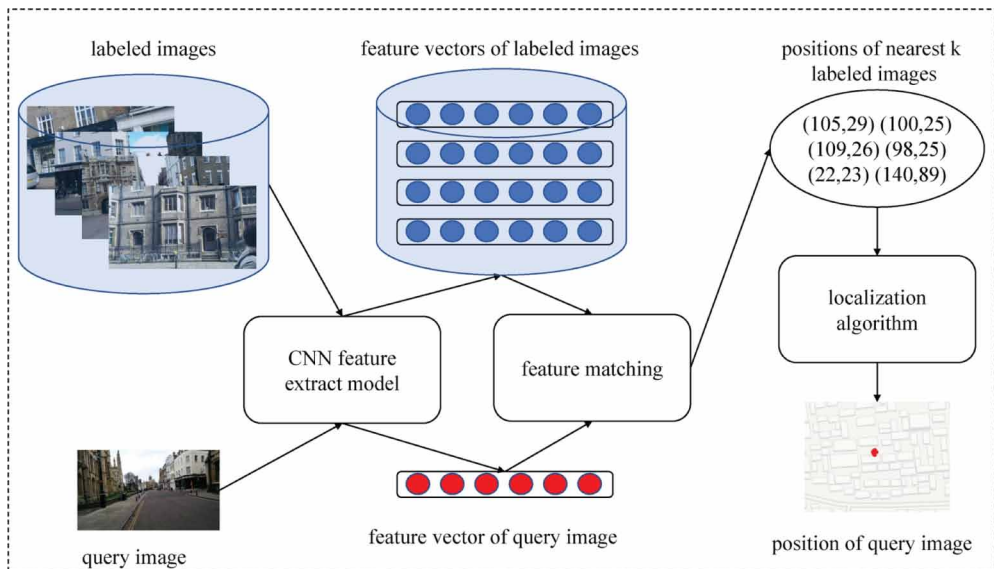 labeled images
feature vectors of labeled images
positions of nearest k
labeled images
(105,29) (100,25)
(109,26) (98,25)
(22,23) (140,89)
CNN feature
extract model
feature matching
localization
algorithm
query image
feature vector of query image
position of query image